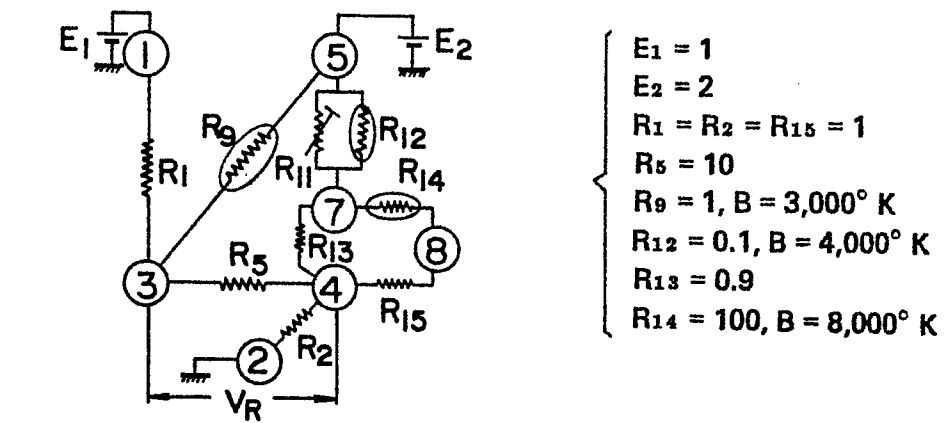 E1
1
5
E2
R9
R1
R11
R12
R14
7
R13
8
3
R5
4
R15
R2
2
VR
E1 = 1
E2 = 2
R1 = R2 = R15 = 1
R5 = 10
R9 = 1, B = 3,000° K
R12 = 0.1, B = 4,000° K
R13 = 0.9
R14 = 100, B = 8,000° K